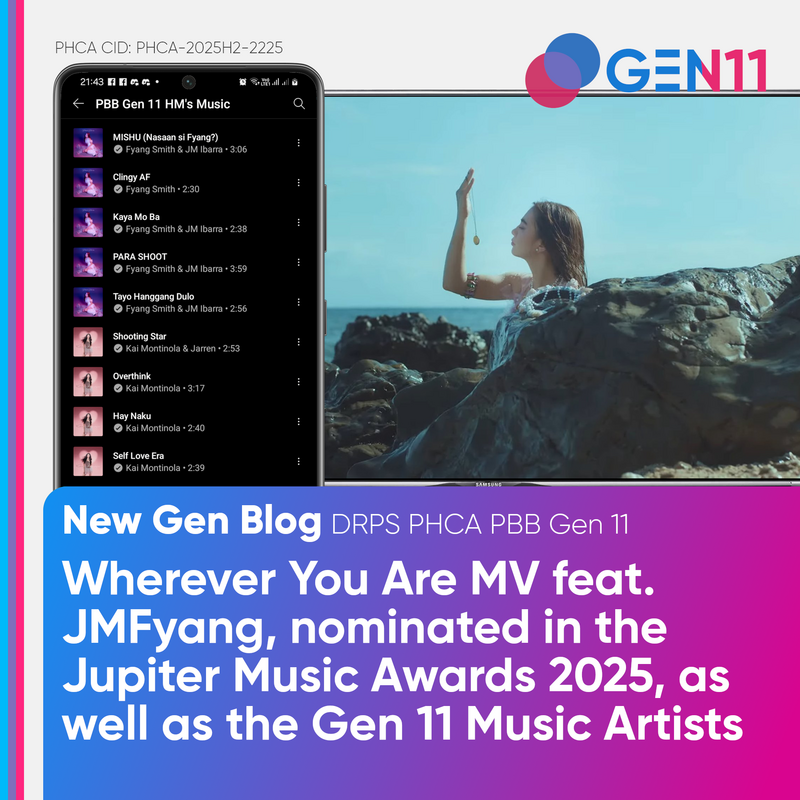 PHCA CID: PHCA-2025H2-2225
GEN11
21:43
PBB Gen 11 HM's Music
MISHU (Nasaan si Fyang?)
Fyang Smith & JM Ibarra • 3:06
Clingy AF
Fyang Smith • 2:30
Kaya Mo Ba
Fyang Smith & JM Ibarra • 2:38
PARA SHOOT
Fyang Smith & JM Ibarra • 3:59
Tayo Hanggang Dulo
Fyang Smith & JM Ibarra • 2:56
Shooting Star
Kai Montinola & Jarren • 2:53
Overthink
Kai Montinola • 3:17
Hay Naku
Kai Montinola • 2:40
Self Love Era
Kai Montinola • 2:39
SAMSUNG
New Gen Blog DRPS PHCA PBB Gen 11
Wherever You Are MV feat.
JMFyang, nominated in the
Jupiter Music Awards 2025, as
well as the Gen 11 Music Artists